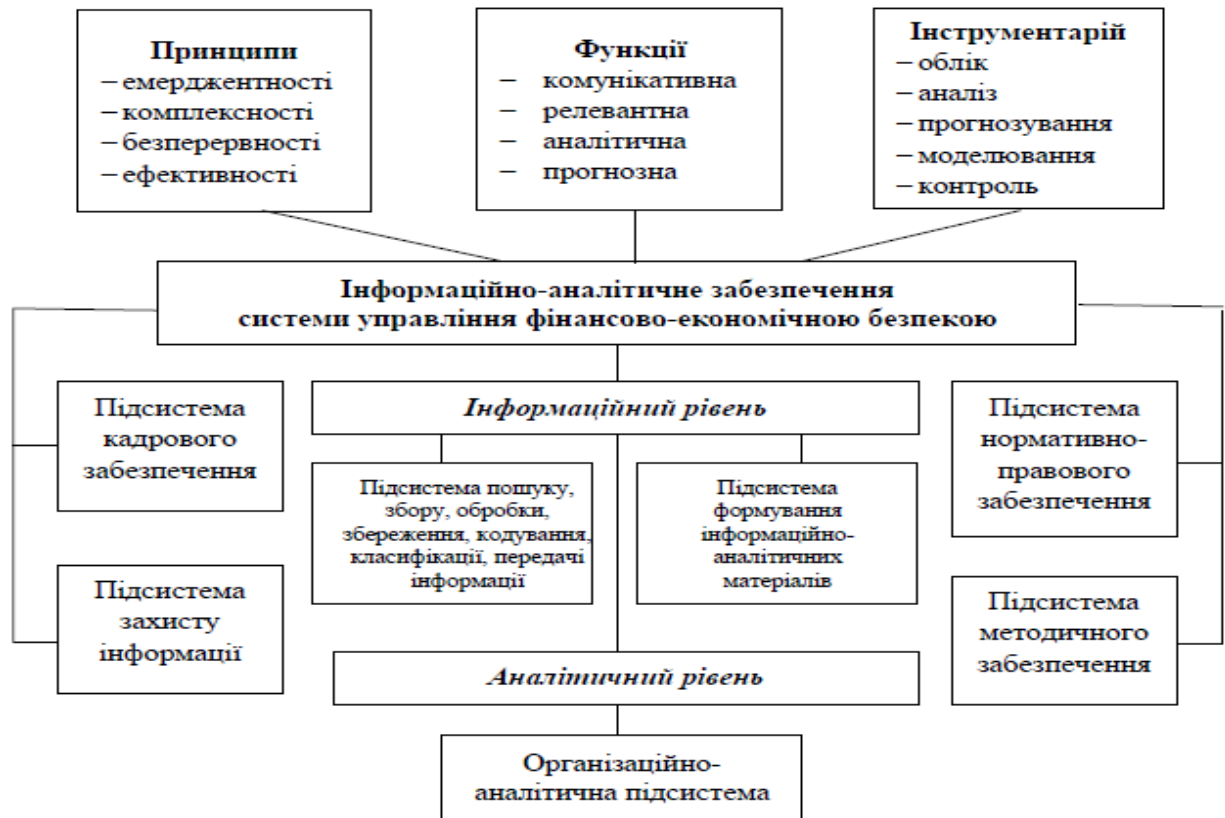 Принципи
– емерджентності
– комплексності
– безперервності
– ефективності
Функції
– комунікативна
– релевантна
– аналітична
– прогнозна
Інструментарій
– облік
– аналіз
– прогнозування
– моделювання
– контроль
Інформаційно-аналітичне забезпечення
системи управління фінансово-економічною безпекою
Підсистема
кадрового
забезпечення
Підсистема
захисту
інформації
Інформаційний рівень
Підсистема пошуку,
збору, обробки,
збереження, кодування,
класифікації, передачі
інформації
Підсистема
формування
інформаційно-
аналітичних
матеріалів
Підсистема
нормативно-
правового
забезпечення
Підсистема
методичного
забезпечення
Аналітичний рівень
Організаційно-
аналітична підсистема